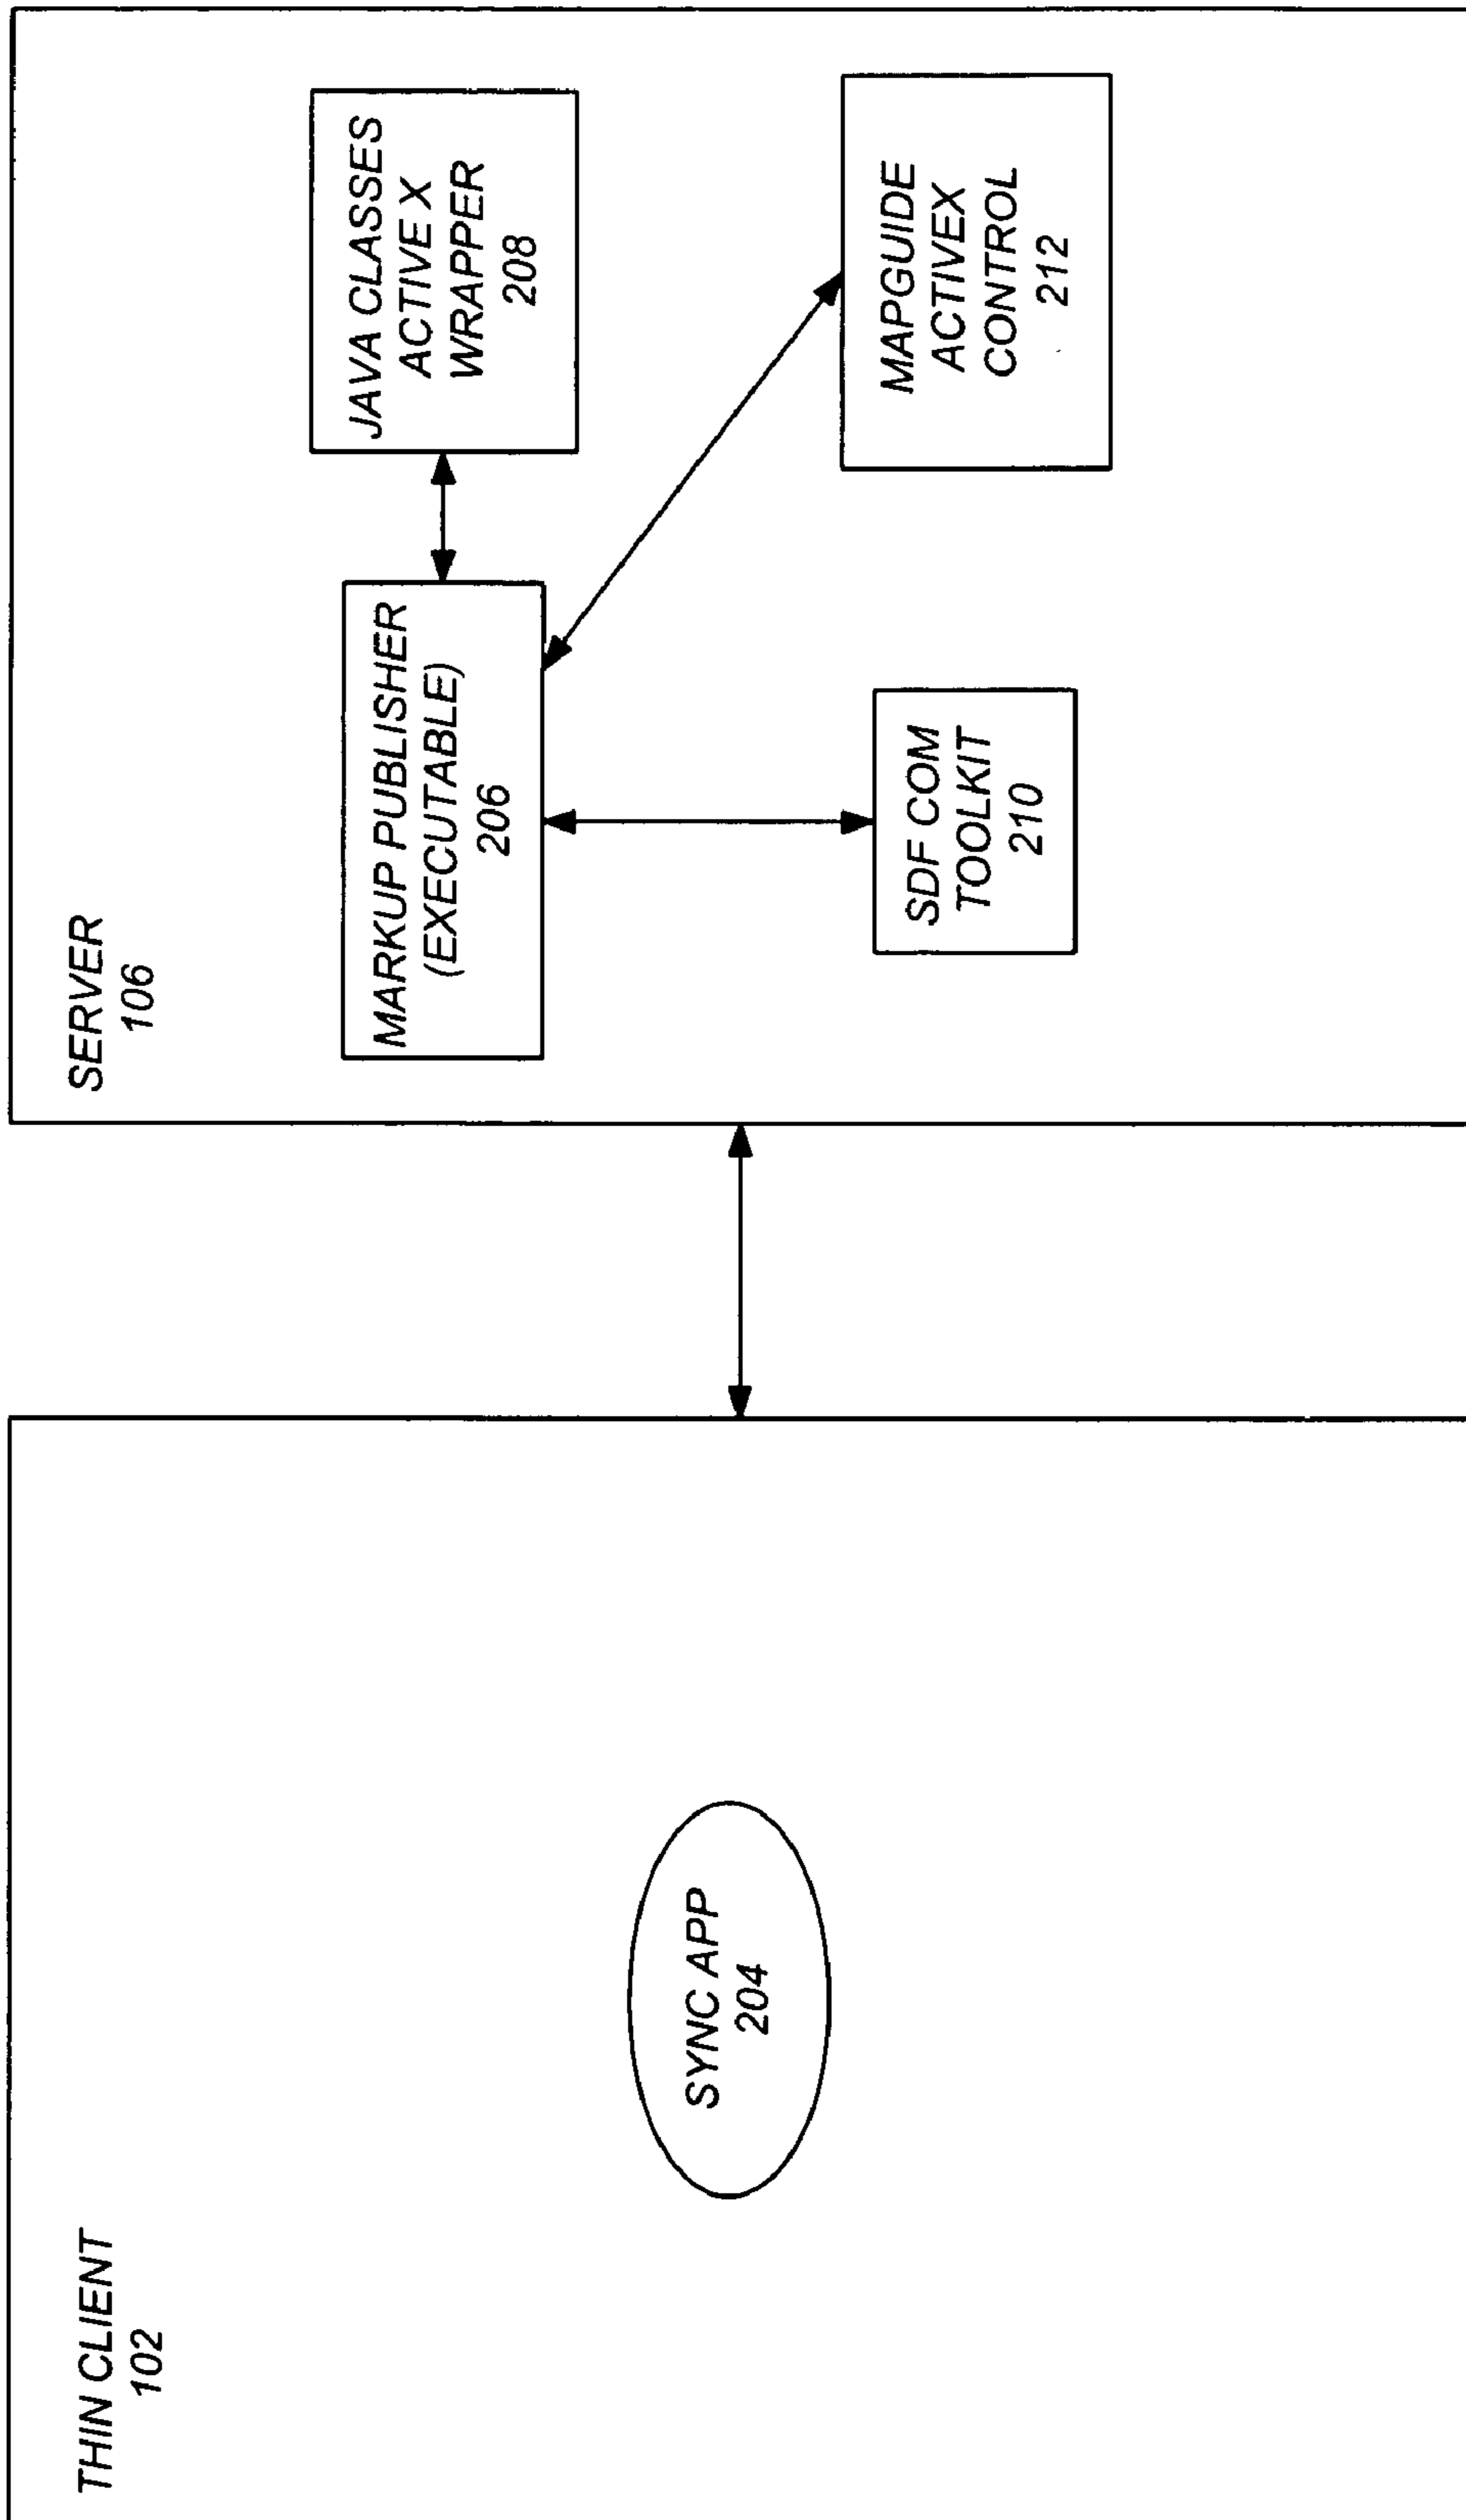 THIN CLIENT
102
SYNC APP
204
SERVER
106
MARKUP PUBLISHER
(EXECUTABLE)
206
JAVA CLASSES
ACTIVE X
WRAPPER
208
SDF COM
TOOLKIT
210
MAPGUIDE
ACTIVEX
CONTROL
212